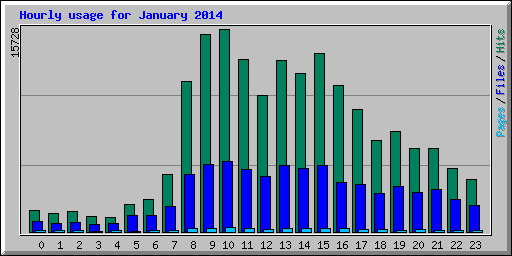 Hourly usage for January 2014
15728
Pages / Files / Hits
0 1 2 3 4 5 6 7 8 9 10 11 12 13 14 15 16 17 18 19 20 21 22 23